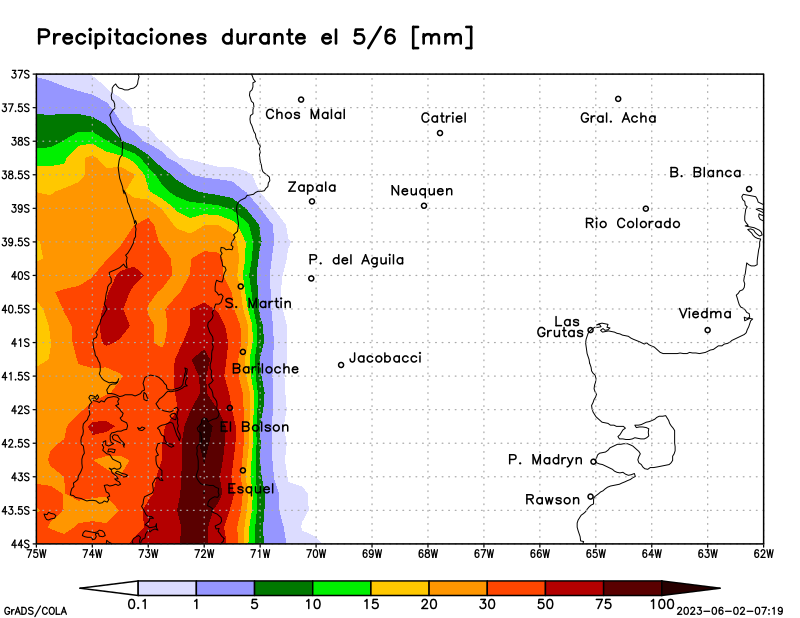 Precipitaciones durante el 5/6 [mm]
37S
37.5S
Chos Malal
Catriel
Gral. Acha
38S
38.5S
B. Blanca
Zapala
Neuquen
39S
Rio Colorado
39.5S
P. del Aguila
40S
S. Martin
40.5S
Las
Grutas
Viedma
41S
Bariloche
Jacobacci
41.5S
42S
El Bolson
42.5S
P. Madryn
43S
Esquel
Rawson
43.5S
44S
75W 74W 73W 72W 71W 70W 69W 68W 67W 66W 65W 64W 63W 62W
0.1 1 5 10 15 20 30 50 75 100
GrADS/COLA
2023-06-02-07:19